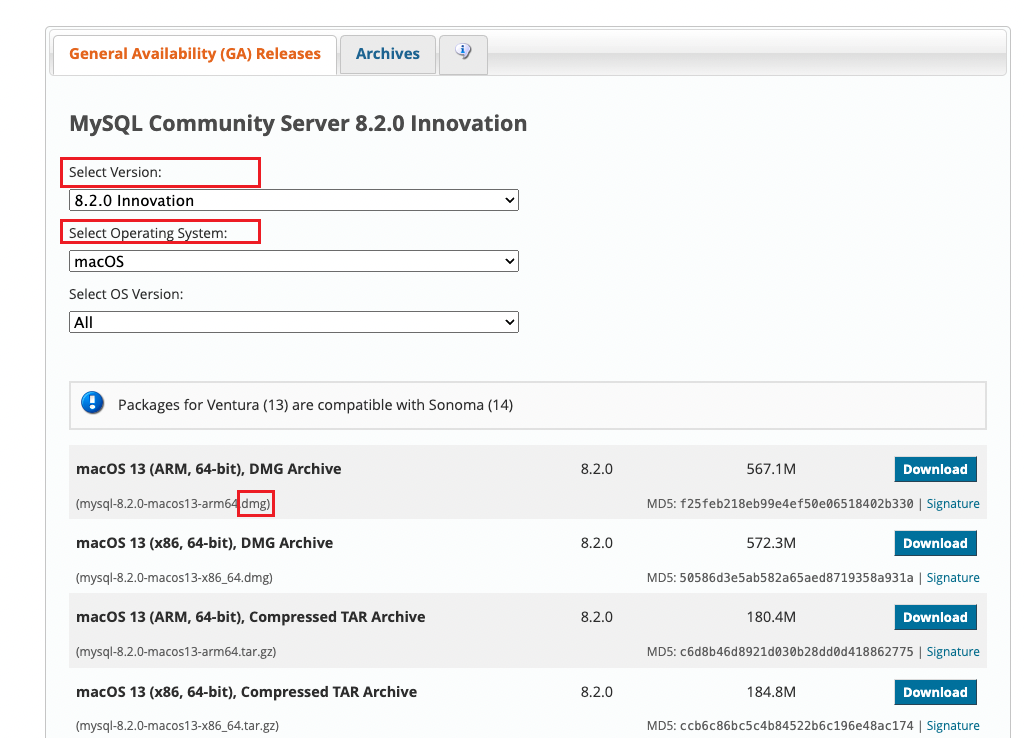 General Availability (GA) Releases
Archives
MySQL Community Server 8.2.0 Innovation
Select Version:
8.2.0 Innovation
Select Operating System:
macOS
Select OS Version:
All
Packages for Ventura (13) are compatible with Sonoma (14)
macOS 13 (ARM, 64-bit), DMG Archive 8.2.0 567.1M Download
(mysql-8.2.0-macos13-arm64.dmg) MD5: f25feb218eb99e4ef50e06518402b330 | Signature
macOS 13 (x86, 64-bit), DMG Archive 8.2.0 572.3M Download
(mysql-8.2.0-macos13-x86_64.dmg) MD5: 50586d3e5ab582a65aed8719358a931a | Signature
macOS 13 (ARM, 64-bit), Compressed TAR Archive 8.2.0 180.4M Download
(mysql-8.2.0-macos13-arm64.tar.gz) MD5: c6d8b46d8921d030b28dd0d418862775 | Signature
macOS 13 (x86, 64-bit), Compressed TAR Archive 8.2.0 184.8M Download
(mysql-8.2.0-macos13-x86_64.tar.gz) MD5: ccb6c86bc5c4b84522b6c196e48ac174 | Signature